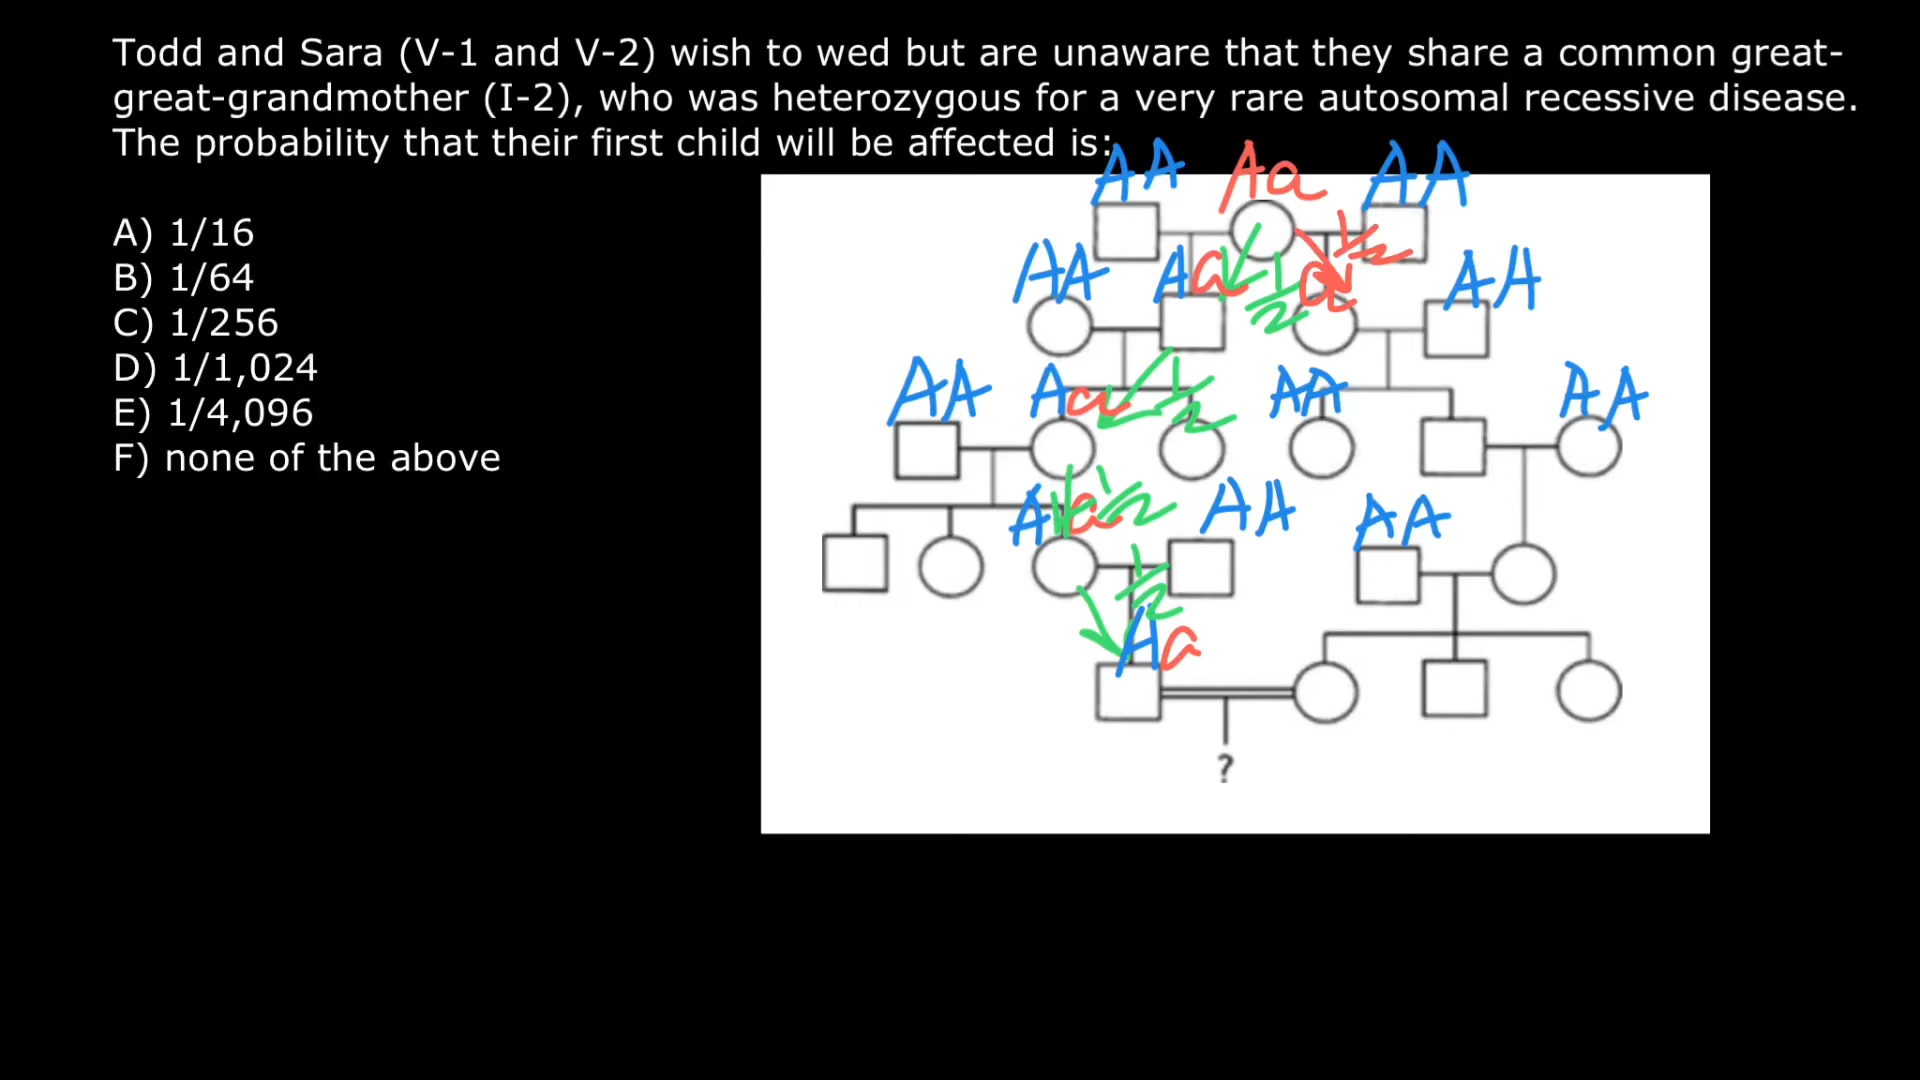 Todd and Sara (V-1 and V-2) wish to wed but are unaware that they share a common great-
great-grandmother (I-2), who was heterozygous for a very rare autosomal recessive disease.
The probability that their first child will be affected is:
A) 1/16
B) 1/64
C) 1/256
D) 1/1,024
E) 1/4,096
F) none of the above
AA Aa AA
1/2
AA Aa 1/2 a AA
AA Aa 1/2 AA AA
Aa 1/2 AA AA
1/2
Aa
?